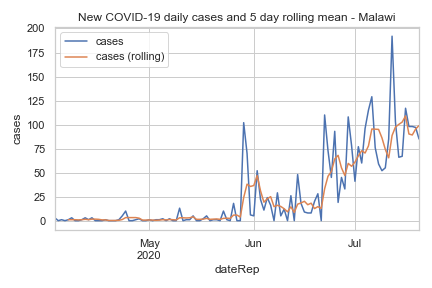 New COVID-19 daily cases and 5 day rolling mean - Malawi
cases
cases (rolling)
200
175
150
125
100
75
50
25
0
cases
May
2020
Jun
Jul
dateRep